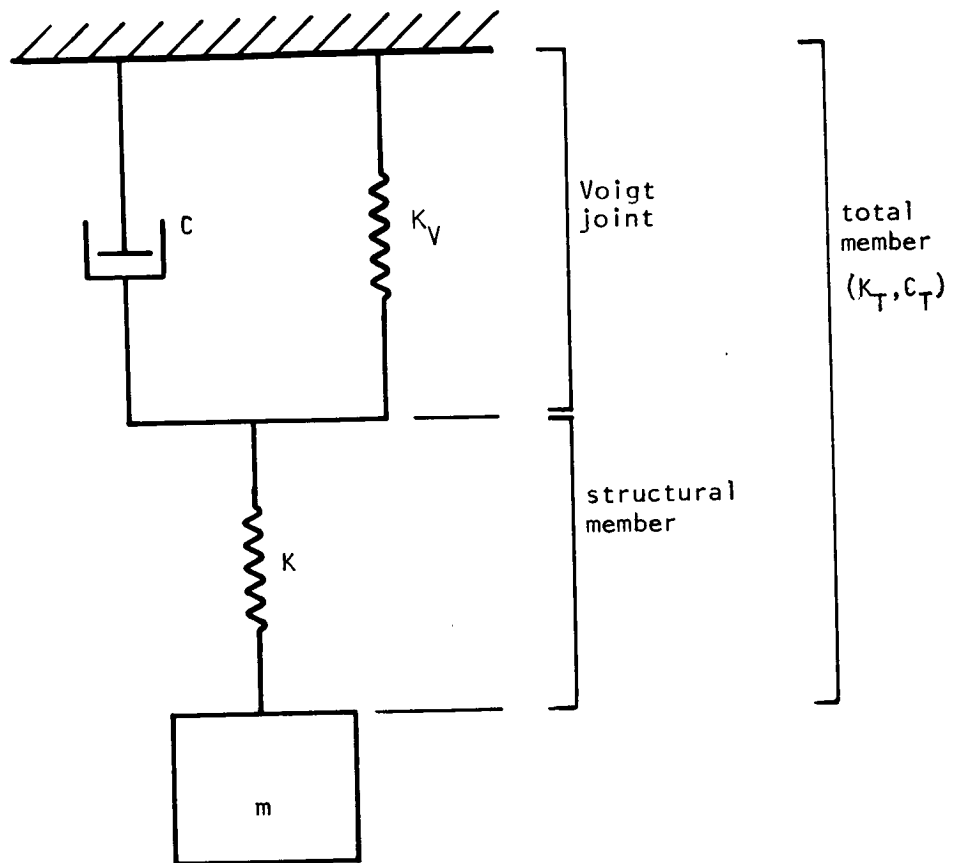 C
K_V
Voigt
joint
total
member
(K_T, C_T)
structural
member
K
m